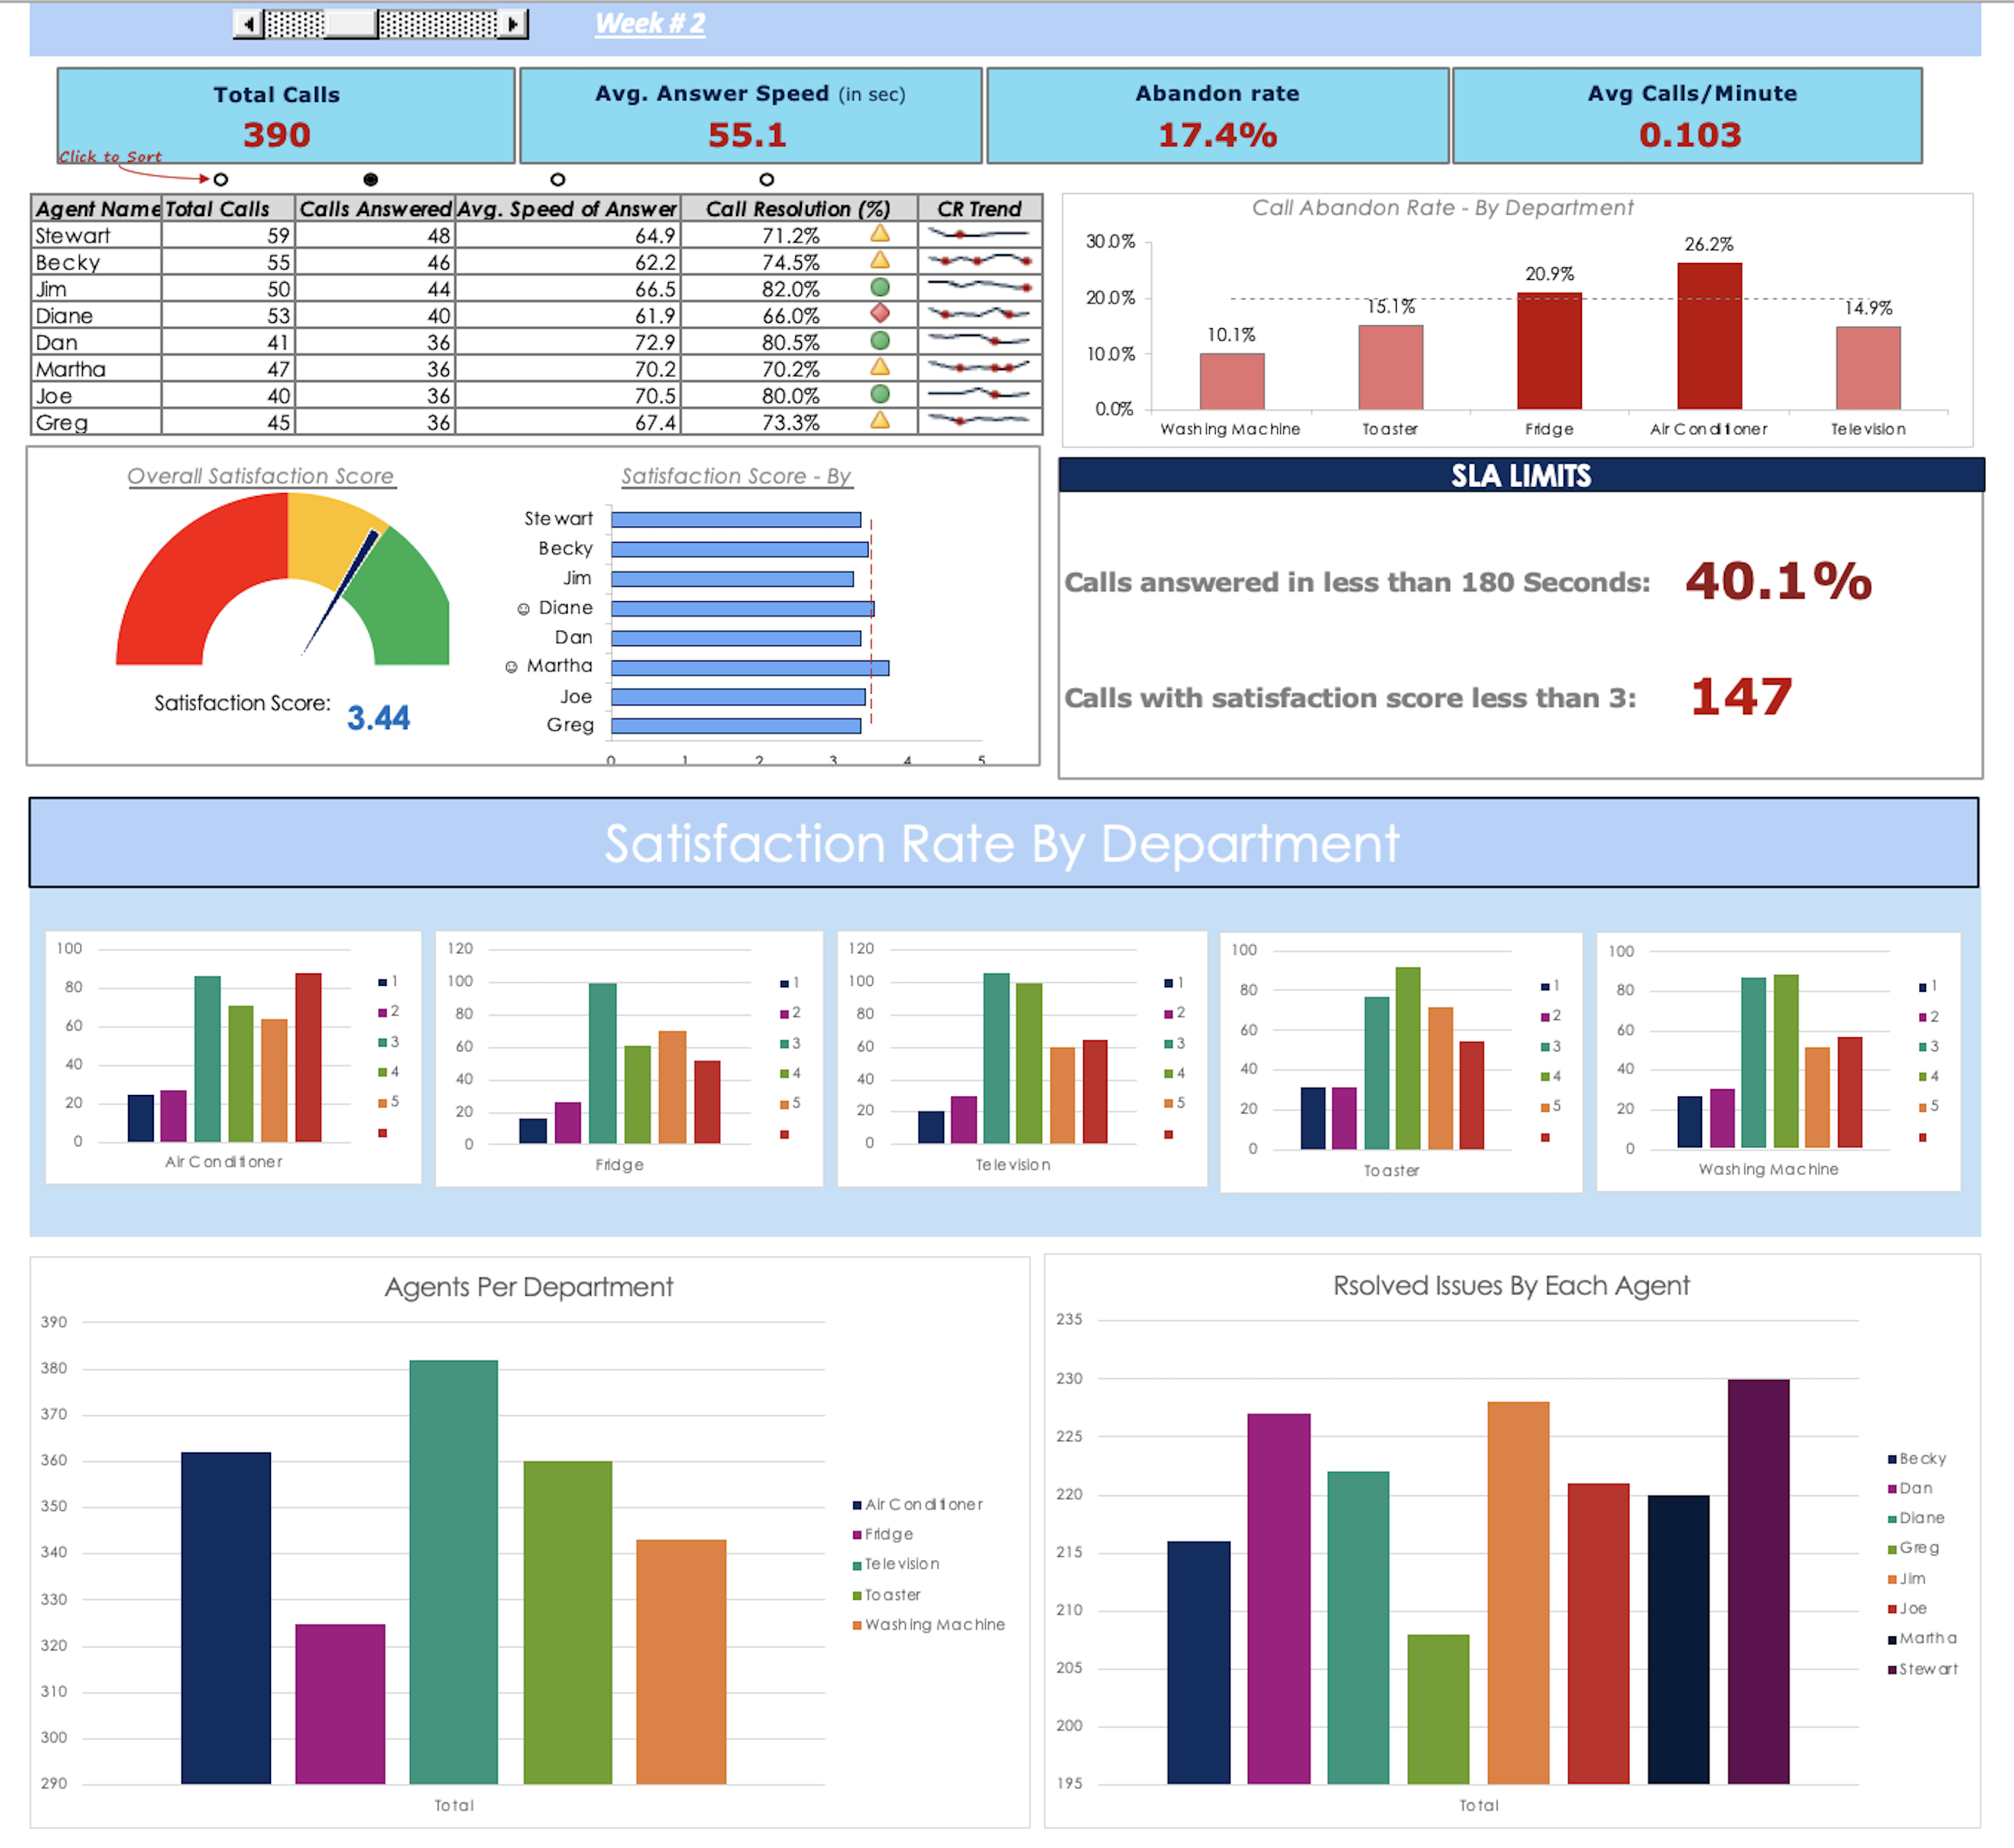 Week # 2
Total Calls
390
Avg. Answer Speed (in sec)
55.1
Abandon rate
17.4%
Avg Calls/Minute
0.103
Click to Sort
Agent Name Total Calls Calls Answered Avg. Speed of Answer Call Resolution (%) CR Trend
Stewart 59 48 64.9 71.2%
Becky 55 46 62.2 74.5%
Jim 50 44 66.5 82.0%
Diane 53 40 61.9 66.0%
Dan 41 36 72.9 80.5%
Martha 47 36 70.2 70.2%
Joe 40 36 70.5 80.0%
Greg 45 36 67.4 73.3%
Call Abandon Rate - By Department
30.0%
20.0%
10.0%
0.0%
10.1%
15.1%
20.9%
26.2%
14.9%
Washing Machine Toaster Fridge Air Conditioner Television
Overall Satisfaction Score
Satisfaction Score: 3.44
Satisfaction Score - By
Stewart
Becky
Jim
☺ Diane
Dan
☺ Martha
Joe
Greg
0 1 2 3 4 5
SLA LIMITS
Calls answered in less than 180 Seconds: 40.1%
Calls with satisfaction score less than 3: 147
Satisfaction Rate By Department
100
80
60
40
20
0
Air Conditioner
1
2
3
4
5
120
100
80
60
40
20
0
Fridge
1
2
3
4
5
120
100
80
60
40
20
0
Television
1
2
3
4
5
100
80
60
40
20
0
Toaster
1
2
3
4
5
100
80
60
40
20
0
Washing Machine
1
2
3
4
5
Agents Per Department
390
380
370
360
350
340
330
320
310
300
290
Total
Air Conditioner
Fridge
Television
Toaster
Washing Machine
Rsolved Issues By Each Agent
235
230
225
220
215
210
205
200
195
Total
Becky
Dan
Diane
Greg
Jim
Joe
Martha
Stewart